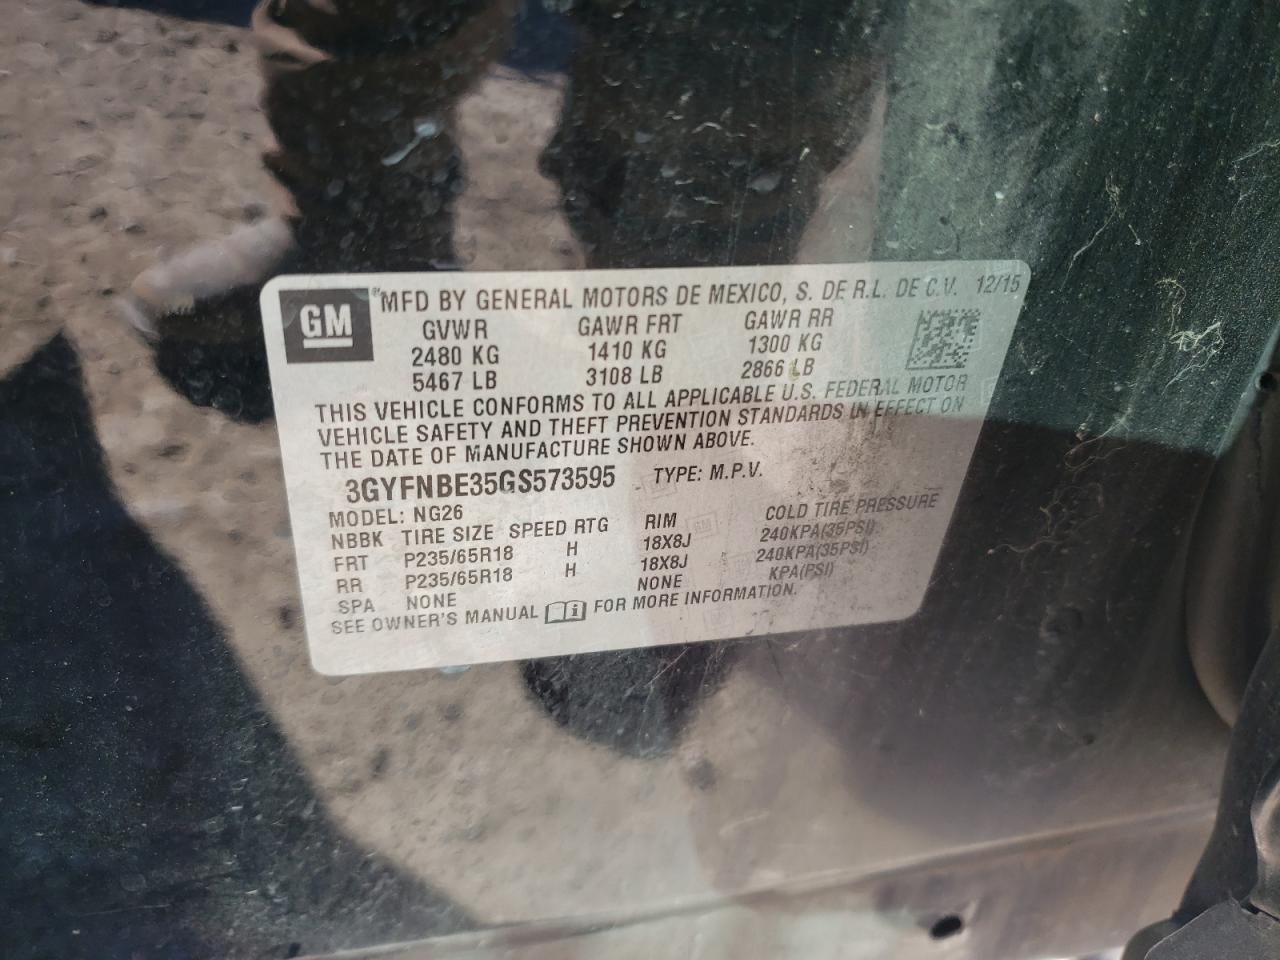 GM
®MFD BY GENERAL MOTORS DE MEXICO, S. DE R.L. DE C.V. 12/15
GVWR GAWR FRT GAWR RR
2480 KG 1410 KG 1300 KG
5467 LB 3108 LB 2866 LB
THIS VEHICLE CONFORMS TO ALL APPLICABLE U.S. FEDERAL MOTOR
VEHICLE SAFETY AND THEFT PREVENTION STANDARDS IN EFFECT ON
THE DATE OF MANUFACTURE SHOWN ABOVE.
3GYFNBE35GS573595 TYPE: M.P.V.
MODEL: NG26
NBBK TIRE SIZE SPEED RTG RIM COLD TIRE PRESSURE
FRT P235/65R18 H 18X8J 240KPA(35PSI)
RR P235/65R18 H 18X8J 240KPA(35PSI)
SPA NONE NONE KPA(PSI)
SEE OWNER'S MANUAL FOR MORE INFORMATION.